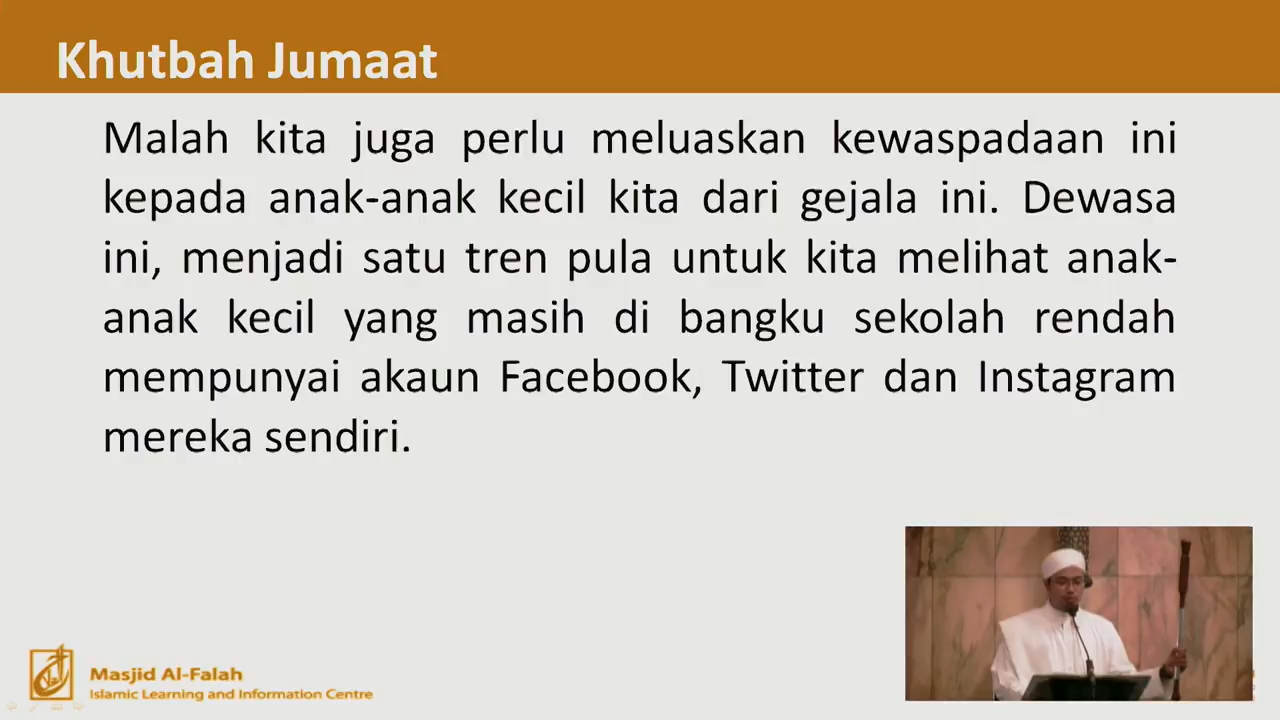 Khutbah Jumaat
Malah kita juga perlu meluaskan kewaspadaan ini
kepada anak-anak kecil kita dari gejala ini. Dewasa
ini, menjadi satu tren pula untuk kita melihat anak-
anak kecil yang masih di bangku sekolah rendah
mempunyai akaun Facebook, Twitter dan Instagram
mereka sendiri.
Masjid Al-Falah
Islamic Learning and Information Centre